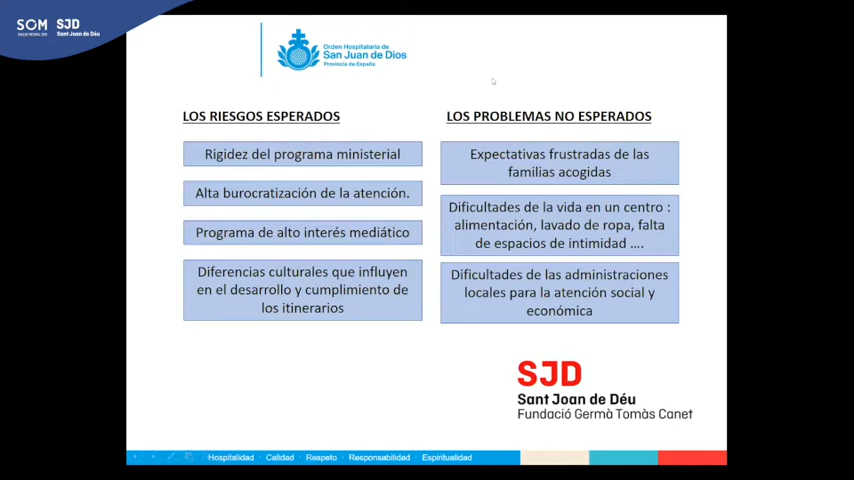 SOM
SALUD MENTAL 360
SJD
Sant Joan de Déu
Orden Hospitalaria de
San Juan de Dios
Provincia de España
LOS RIESGOS ESPERADOS
Rigidez del programa ministerial
Alta burocratización de la atención.
Programa de alto interés mediático
Diferencias culturales que influyen
en el desarrollo y cumplimiento de
los itinerarios
LOS PROBLEMAS NO ESPERADOS
Expectativas frustradas de las
familias acogidas
Dificultades de la vida en un centro :
alimentación, lavado de ropa, falta
de espacios de intimidad ....
Dificultades de las administraciones
locales para la atención social y
económica
SJD
Sant Joan de Déu
Fundació Germà Tomàs Canet
Hospitalidad · Calidad · Respeto · Responsabilidad · Espiritualidad